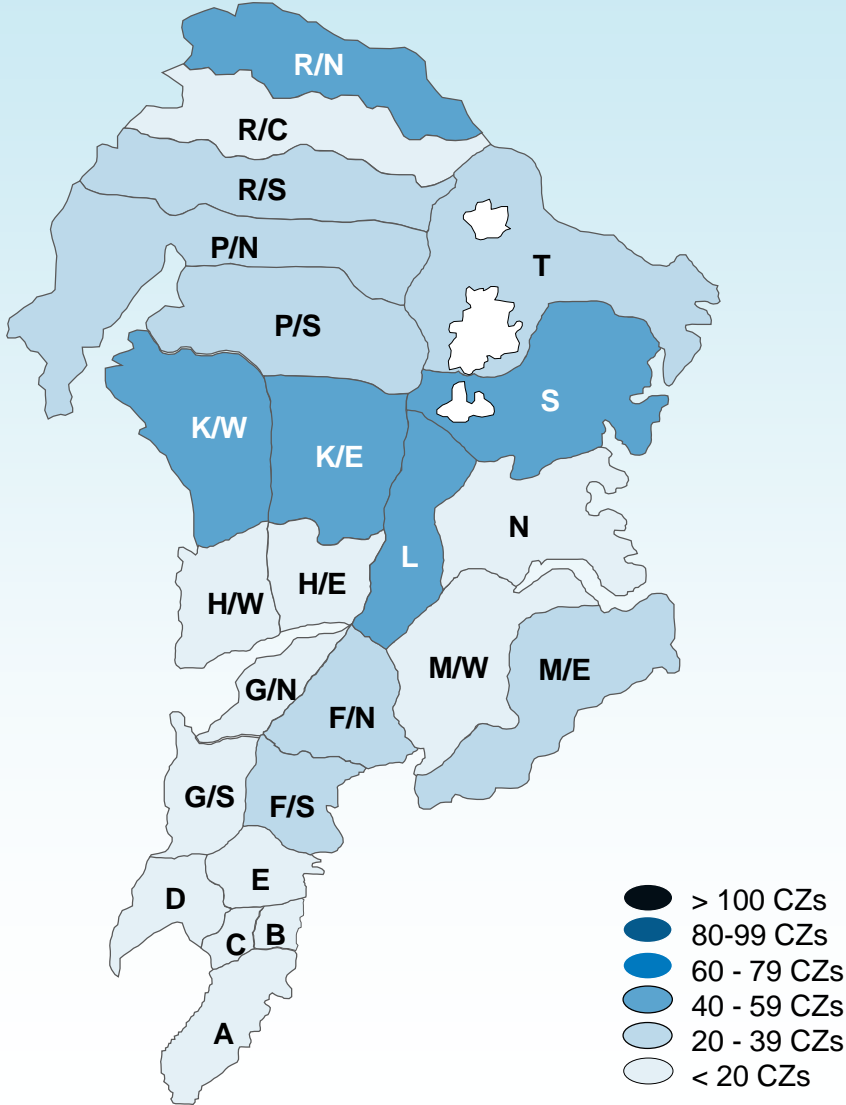 R/N
R/C
R/S
P/N
T
P/S
S
K/W
K/E
N
L
H/E
H/W
M/W
M/E
G/N
F/N
G/S
F/S
E
D
B
C
A
> 100 CZs
80-99 CZs
60 - 79 CZs
40 - 59 CZs
20 - 39 CZs
< 20 CZs